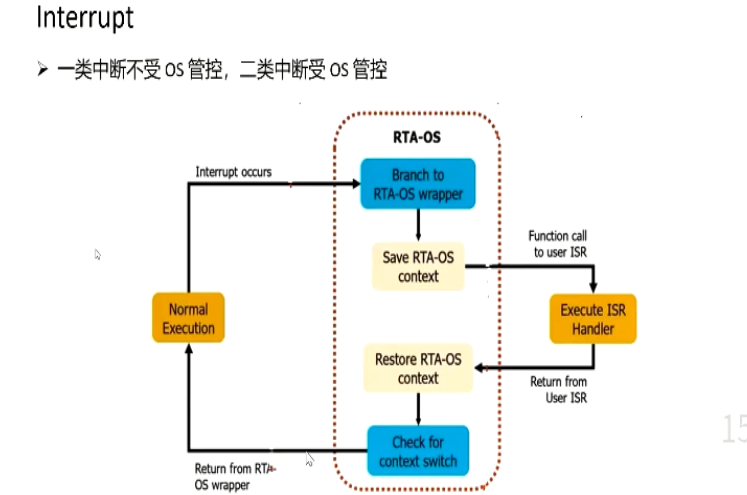 Interrupt
➢ 一类中断不受 OS 管控，二类中断受 OS 管控
RTA-OS
Interrupt occurs
Branch to
RTA-OS wrapper
Function call
to user ISR
Save RTA-OS
context
Normal
Execution
Execute ISR
Handler
Restore RTA-OS
context
Return from
User ISR
Check for
context switch
Return from RTA-
OS wrapper
15